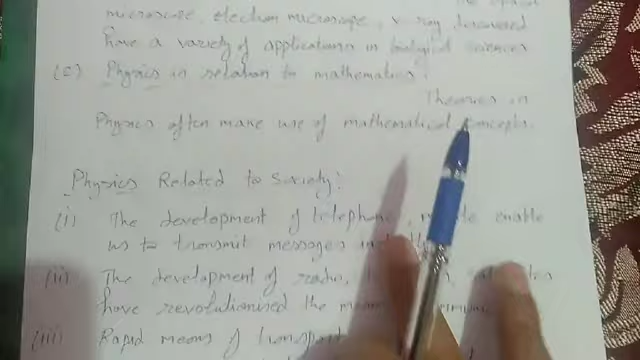 microscope, electron microscope, x-ray discovered
have a variety of applications in biological sciences
(c) Physics in relation to mathematics:
Theories in
Physics often make use of mathematical concepts.
Physics Related to Society:
(i) The development of telephone, enable
us to transmit messages
(ii) The development of radio,
have revolutionised the
(iii) Rapid means of transport